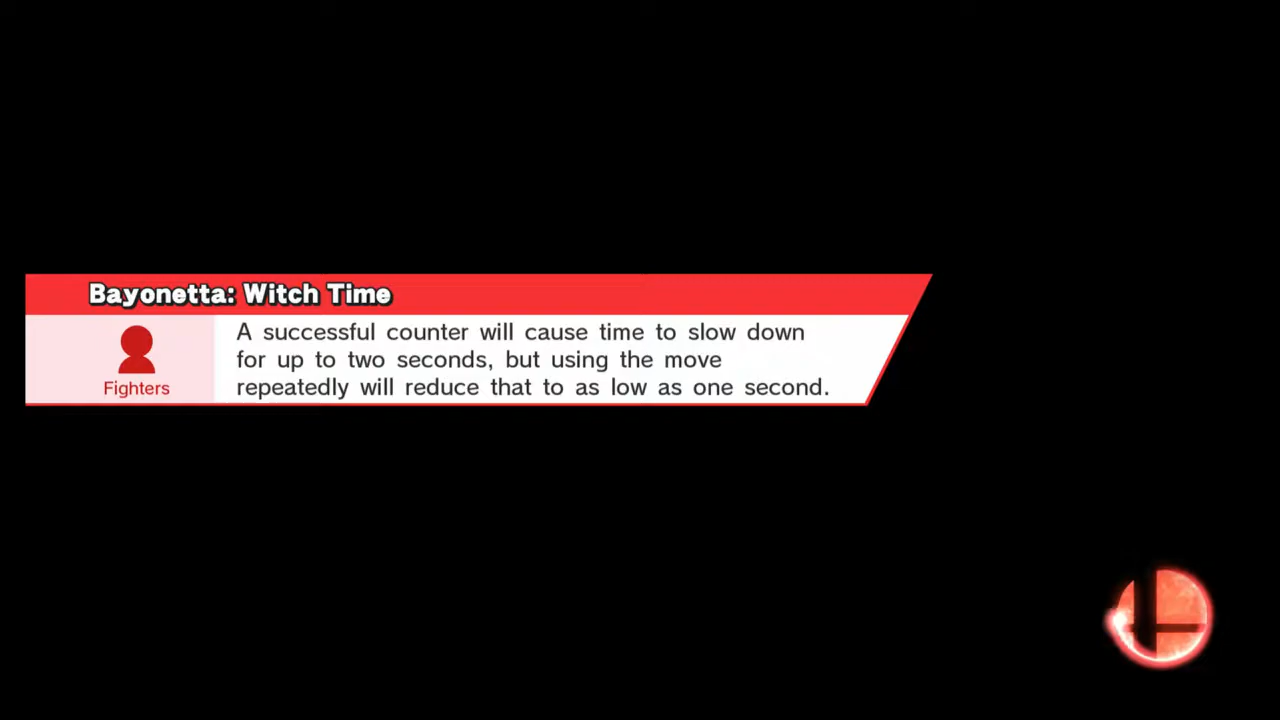 Bayonetta: Witch Time
Fighters
A successful counter will cause time to slow down
for up to two seconds, but using the move
repeatedly will reduce that to as low as one second.